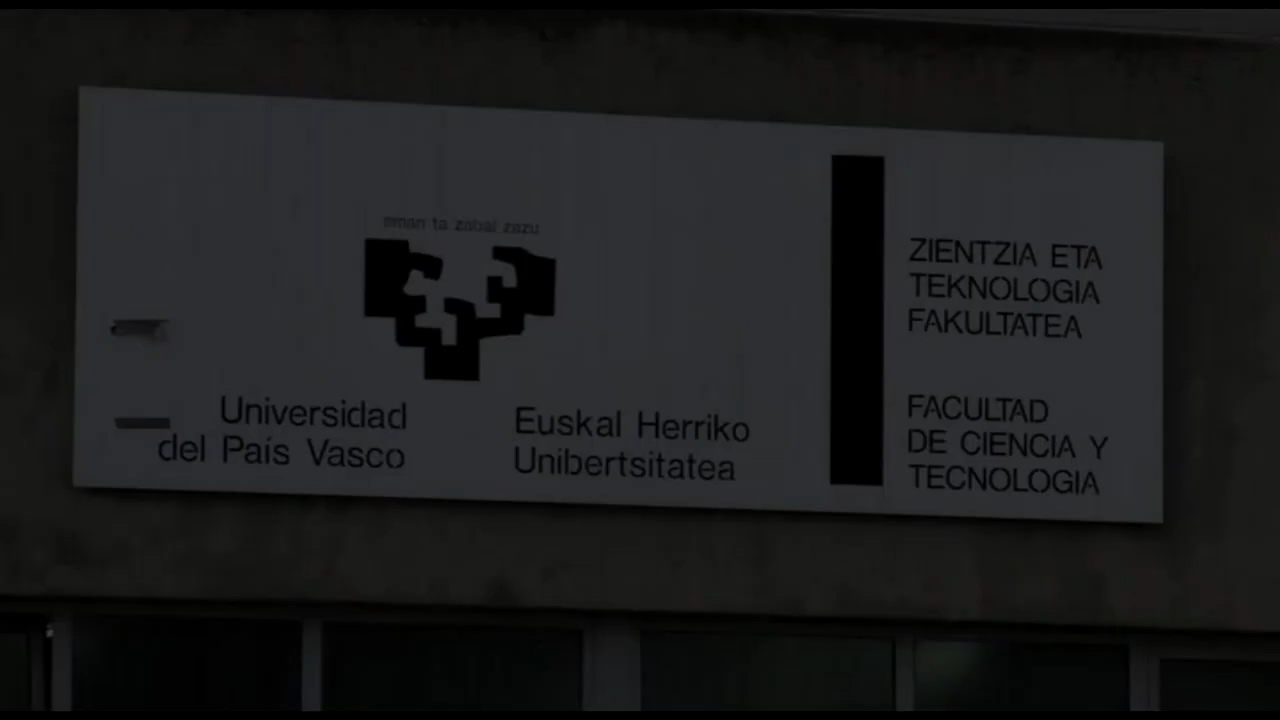 eman ta zabal zazu
Universidad
del País Vasco
Euskal Herriko
Unibertsitatea
ZIENTZIA ETA
TEKNOLOGIA
FAKULTATEA
FACULTAD
DE CIENCIA Y
TECNOLOGIA